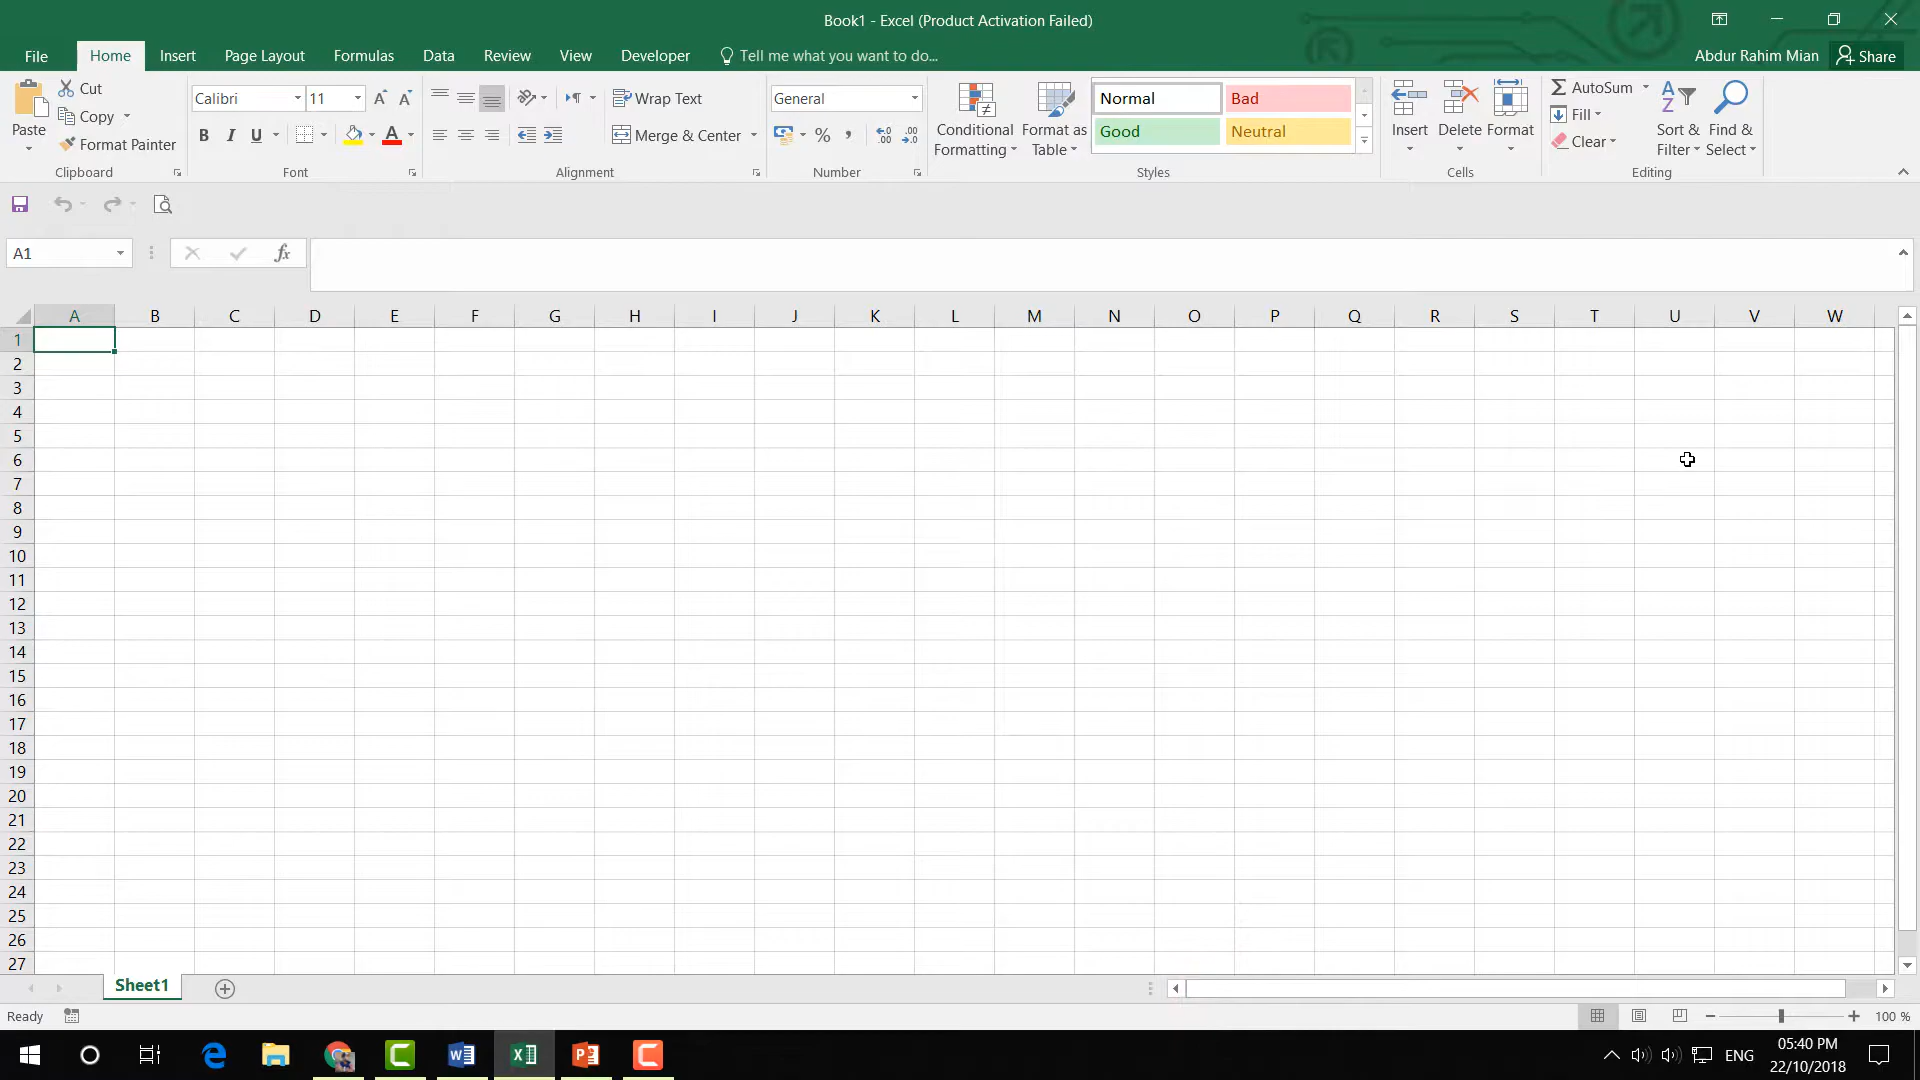 Book1 - Excel (Product Activation Failed)
File Home Insert Page Layout Formulas Data Review View Developer Tell me what you want to do... Abdur Rahim Mian Share
Paste Cut Copy Format Painter
Calibri 11
B I U A
Wrap Text
Merge & Center
General
% ,
Conditional Formatting
Format as Table
Normal Bad
Good Neutral
Insert Delete Format
AutoSum
Fill
Clear
Sort & Filter
Find & Select
Clipboard Font Alignment Number Styles Cells Editing
A1 fx
A B C D E F G H I J K L M N O P Q R S T U V W
1
2
3
4
5
6
7
8
9
10
11
12
13
14
15
16
17
18
19
20
21
22
23
24
25
26
27
Sheet1
Ready 100 %
ENG 05:40 PM
22/10/2018